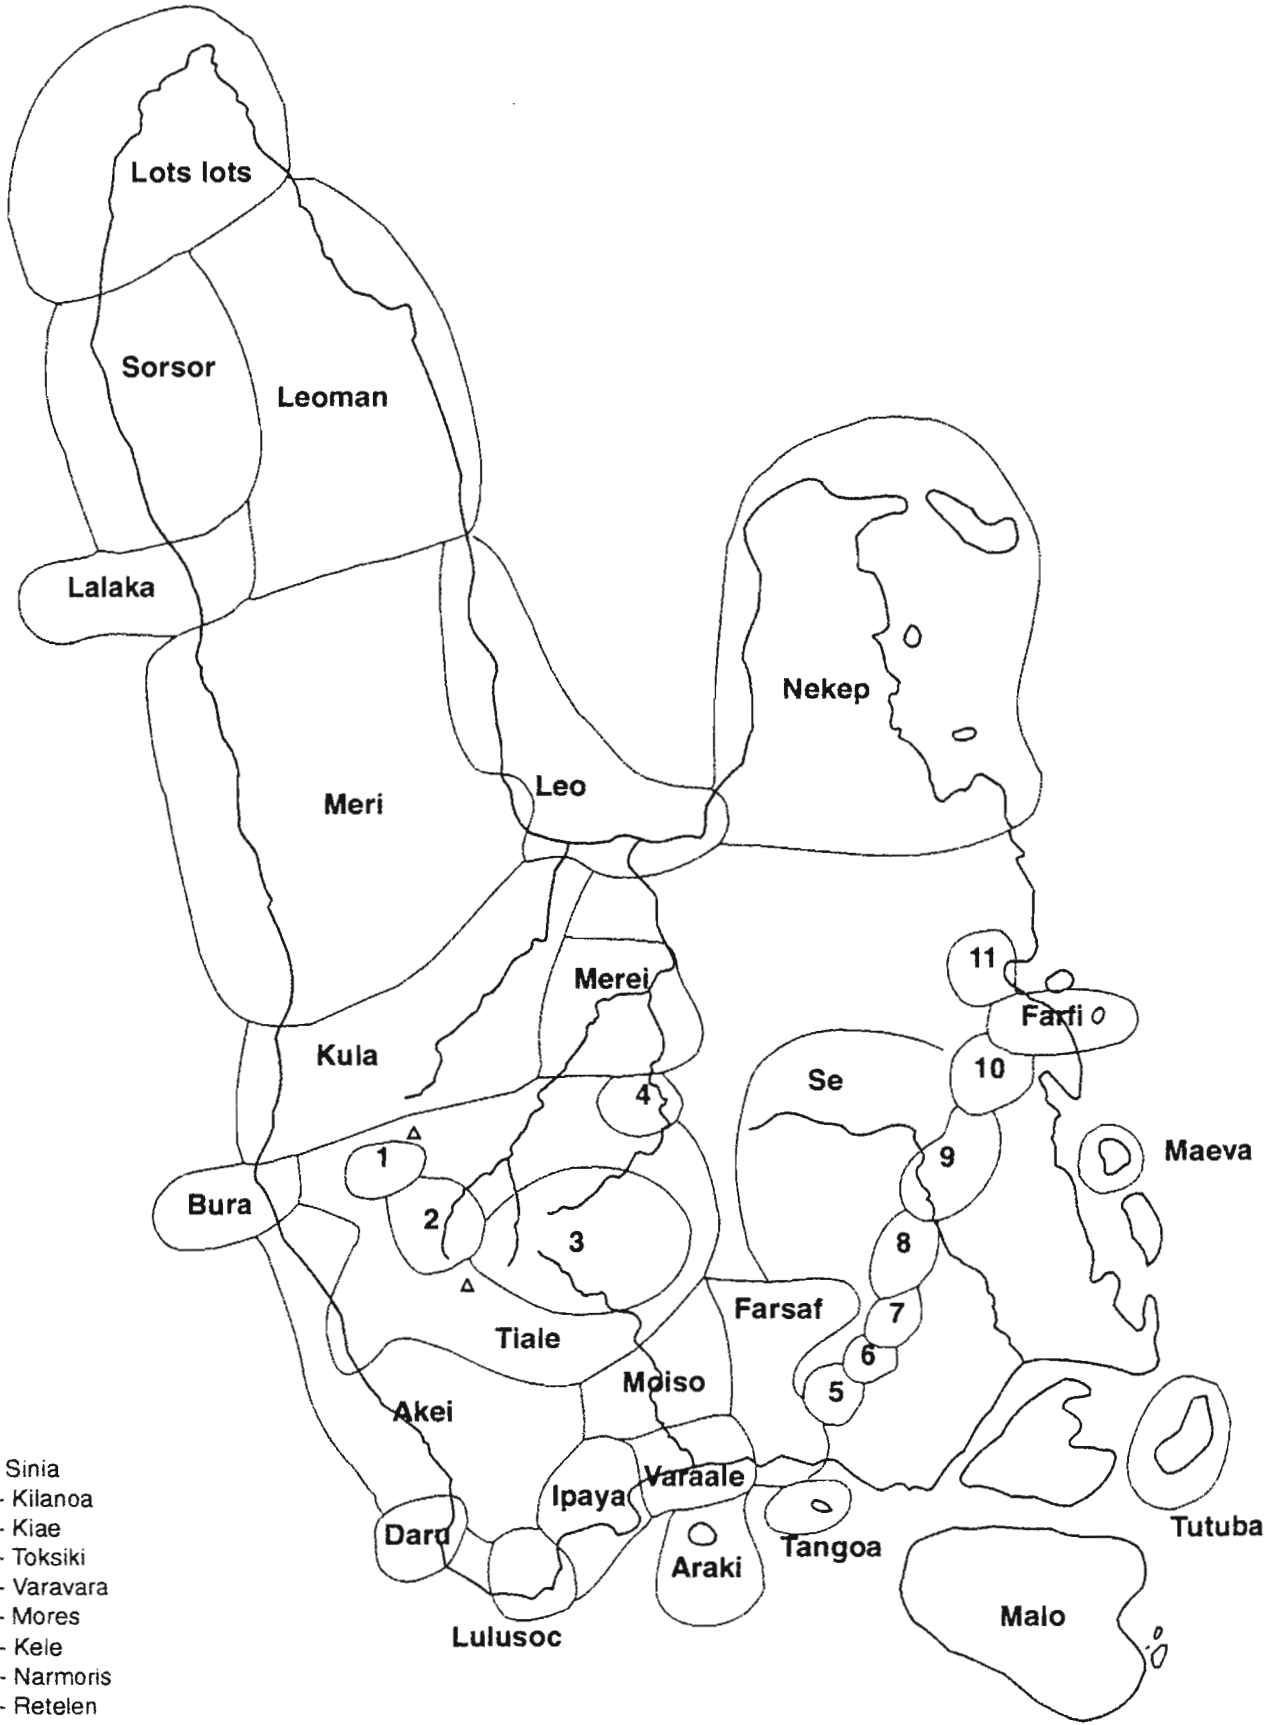 Lots lots
Sorsor
Leoman
Lalaka
Nekep
Leo
Meri
11
Merei
Farfi
Kula
10
Se
4
9
Maeva
1
Bura
2
3
8
Farsaf
7
Tiale
6
Moiso
5
Akei
Varaale
Ipaya
Daru
Tangoa
Tutuba
Araki
Malo
Lulusoc
Sinia
- Kilanoa
- Kiae
- Toksiki
- Varavara
- Mores
- Kele
- Narmoris
- Retelen